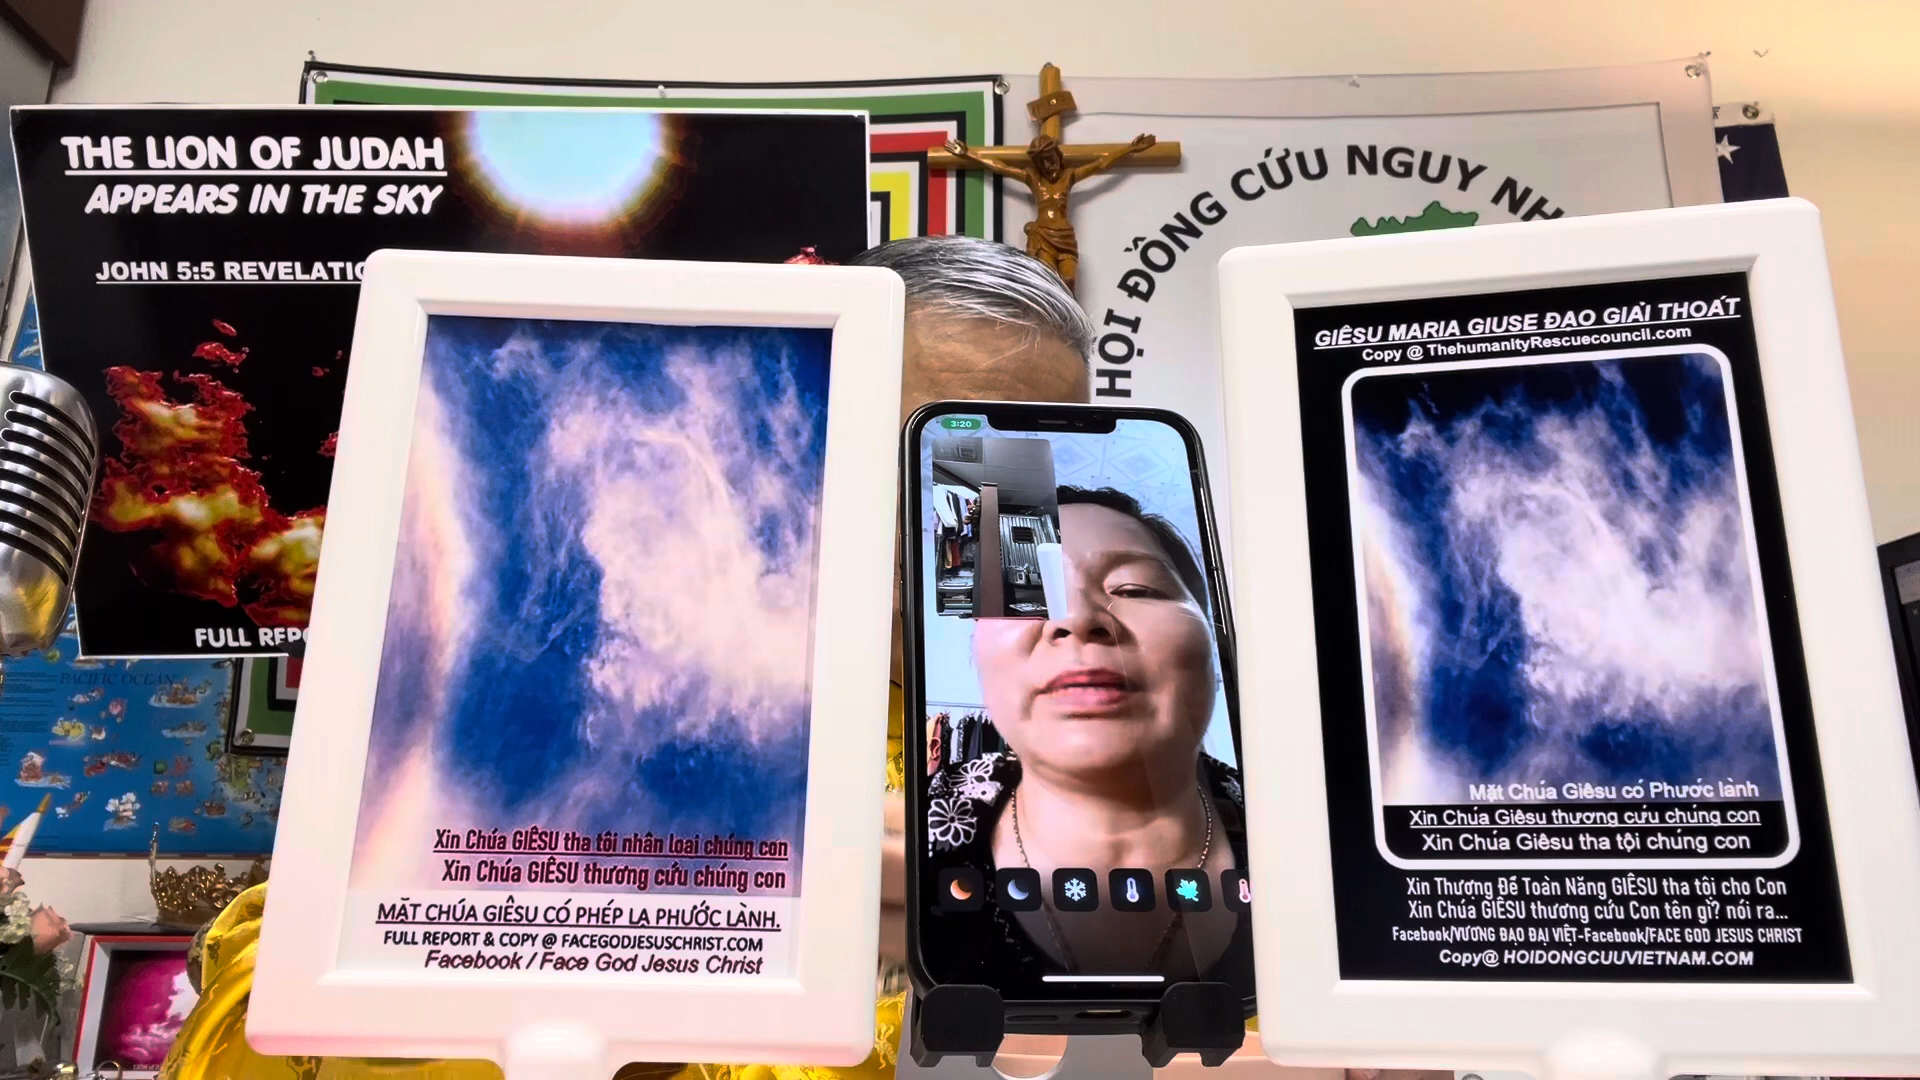 THE LION OF JUDAH
APPEARS IN THE SKY
JOHN 5:5 REVELATIO
FULL REPO
PACIFIC OCEAN
HỘI ĐỒNG CỨU NGUY NH
Xin Chúa GIÊSU tha tội nhân loại chúng con
Xin Chúa GIÊSU thương cứu chúng con
MẶT CHÚA GIÊSU CÓ PHÉP LẠ PHƯỚC LÀNH.
FULL REPORT & COPY @ FACEGODJESUSCHRIST.COM
Facebook / Face God Jesus Christ
3:20
GIÊSU MARIA GIUSE ĐẠO GIẢI THOÁT
Copy @ ThehumanityRescuecouncil.com
Mặt Chúa Giêsu có Phước lành
Xin Chúa Giêsu thương cứu chúng con
Xin Chúa Giêsu tha tội chúng con
Xin Thượng Đế Toàn Năng GIÊSU tha tội cho Con
Xin Chúa GIÊSU thương cứu Con tên gì? nói ra...
Facebook/VƯƠNG ĐẠO ĐẠI VIỆT-Facebook/FACE GOD JESUS CHRIST
Copy@ HOIDONGCUUVIETNAM.COM